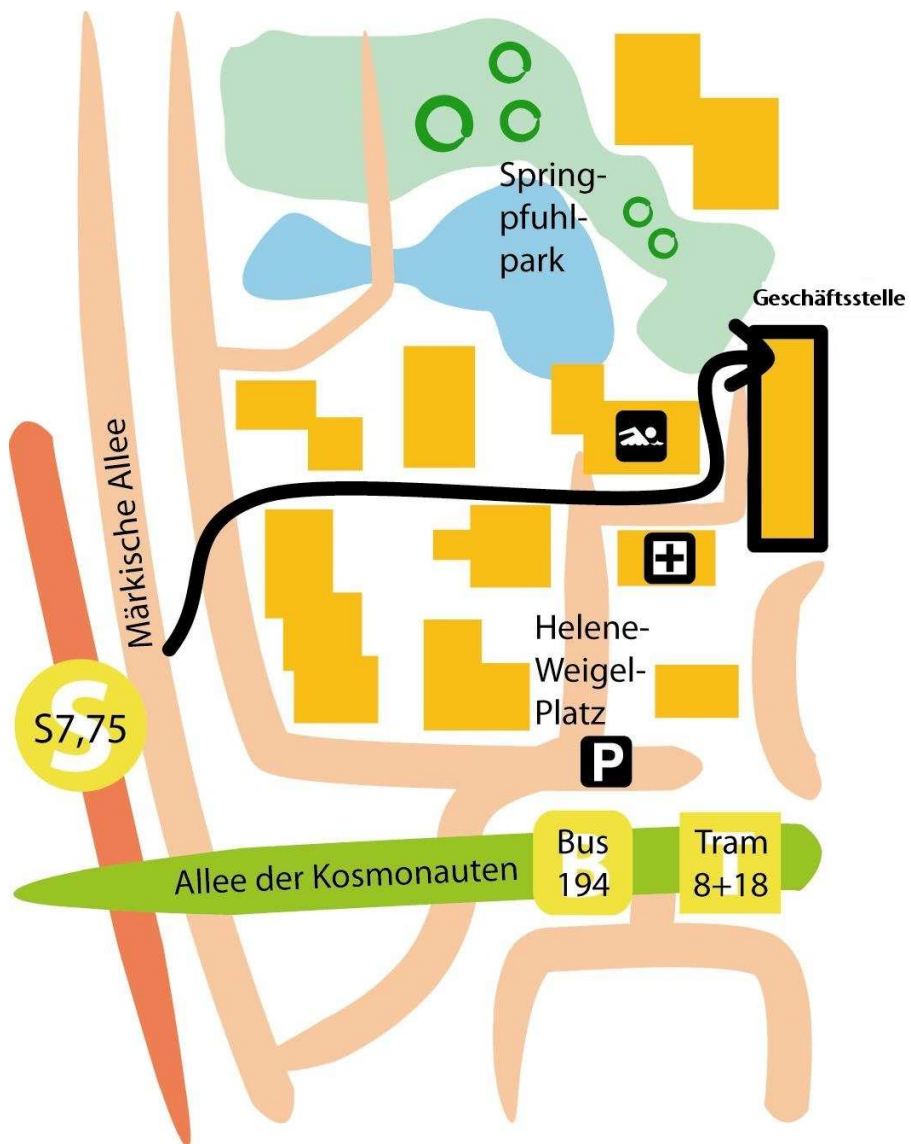 Spring-
pfuhl-
park
Geschäftsstelle
Märkische Allee
Helene-
Weigel-
Platz
S
S7,75
P
B
Bus
194
T
Tram
8+18
Allee der Kosmonauten